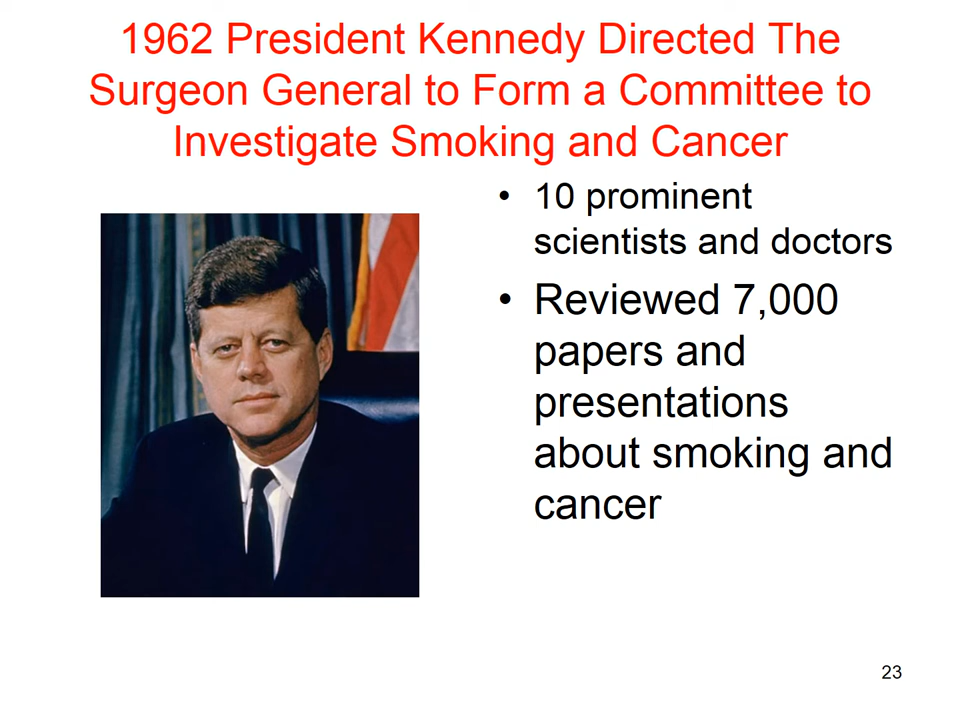 1962 President Kennedy Directed The
Surgeon General to Form a Committee to
Investigate Smoking and Cancer
• 10 prominent
scientists and doctors
• Reviewed 7,000
papers and
presentations
about smoking and
cancer
23